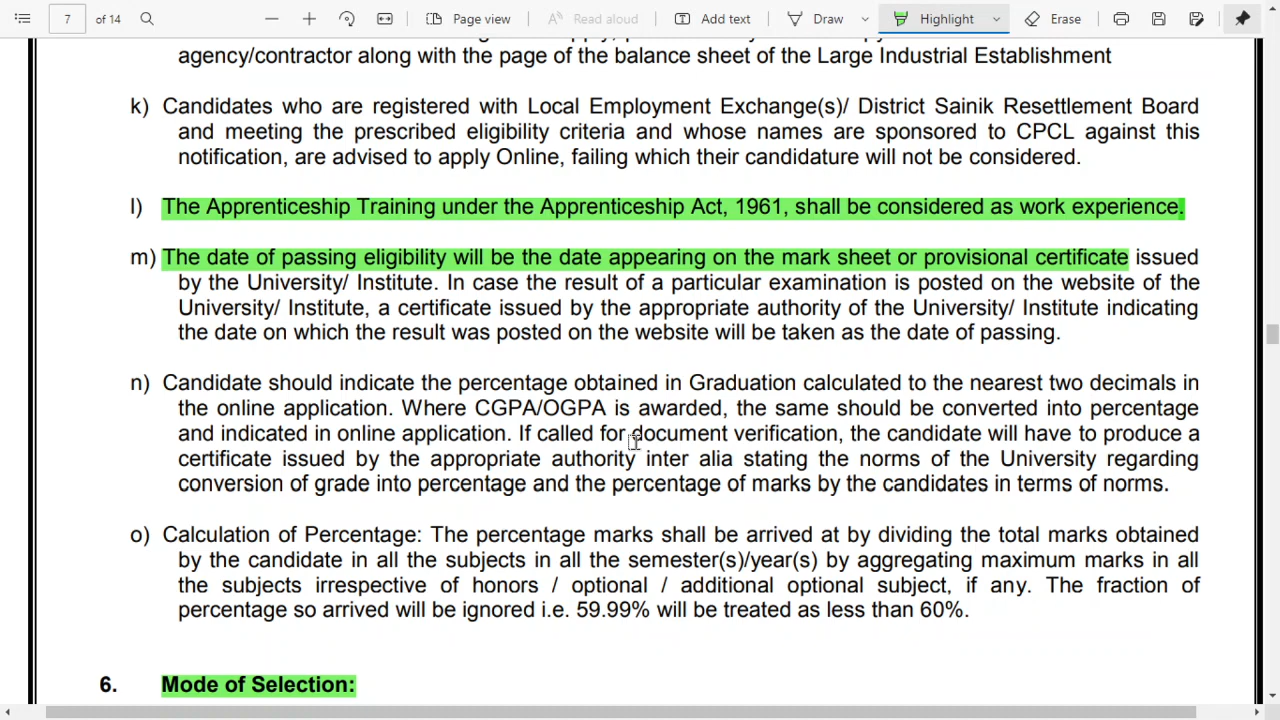 7 of 14 Page view Read aloud Add text Draw Highlight Erase
agency/contractor along with the page of the balance sheet of the Large Industrial Establishment
k) Candidates who are registered with Local Employment Exchange(s)/ District Sainik Resettlement Board
and meeting the prescribed eligibility criteria and whose names are sponsored to CPCL against this
notification, are advised to apply Online, failing which their candidature will not be considered.
l) The Apprenticeship Training under the Apprenticeship Act, 1961, shall be considered as work experience.
m) The date of passing eligibility will be the date appearing on the mark sheet or provisional certificate issued
by the University/ Institute. In case the result of a particular examination is posted on the website of the
University/ Institute, a certificate issued by the appropriate authority of the University/ Institute indicating
the date on which the result was posted on the website will be taken as the date of passing.
n) Candidate should indicate the percentage obtained in Graduation calculated to the nearest two decimals in
the online application. Where CGPA/OGPA is awarded, the same should be converted into percentage
and indicated in online application. If called for document verification, the candidate will have to produce a
certificate issued by the appropriate authority inter alia stating the norms of the University regarding
conversion of grade into percentage and the percentage of marks by the candidates in terms of norms.
o) Calculation of Percentage: The percentage marks shall be arrived at by dividing the total marks obtained
by the candidate in all the subjects in all the semester(s)/year(s) by aggregating maximum marks in all
the subjects irrespective of honors / optional / additional optional subject, if any. The fraction of
percentage so arrived will be ignored i.e. 59.99% will be treated as less than 60%.
6. Mode of Selection: